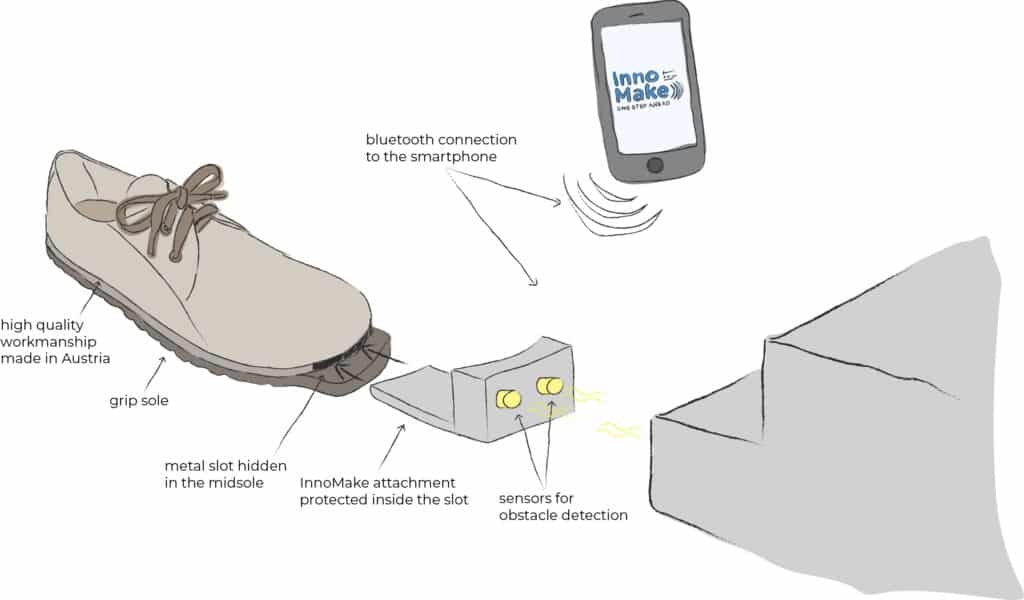 Inno
Make
ONE STEP AHEAD
bluetooth connection
to the smartphone
high quality
workmanship
made in Austria
grip sole
metal slot hidden
in the midsole
InnoMake attachment
protected inside the slot
sensors for
obstacle detection